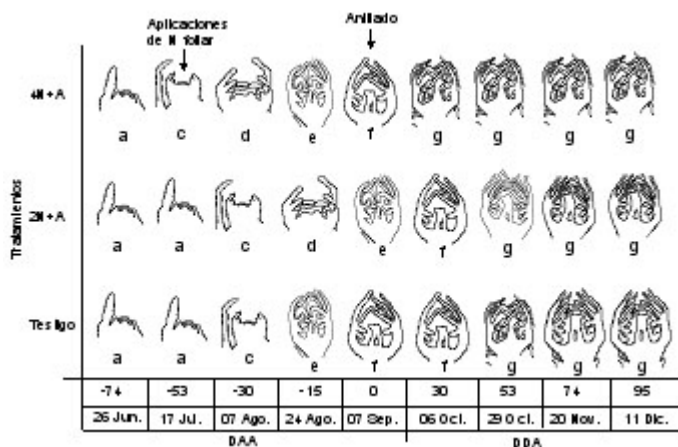 Aplicaciones
de N foliar
Anillado
4N+A
a c d e f g g g g
2N+A
a a c d e f g g g
Testigo
a a c e f f g g g
Tratamientos
-74 -53 -30 -15 0 30 53 74 95
26 Jun. 17 Jul. 07 Ago. 24 Ago. 07 Sep. 06 Oct. 29 Oct. 20 Nov. 11 Dic.
DAA DDA